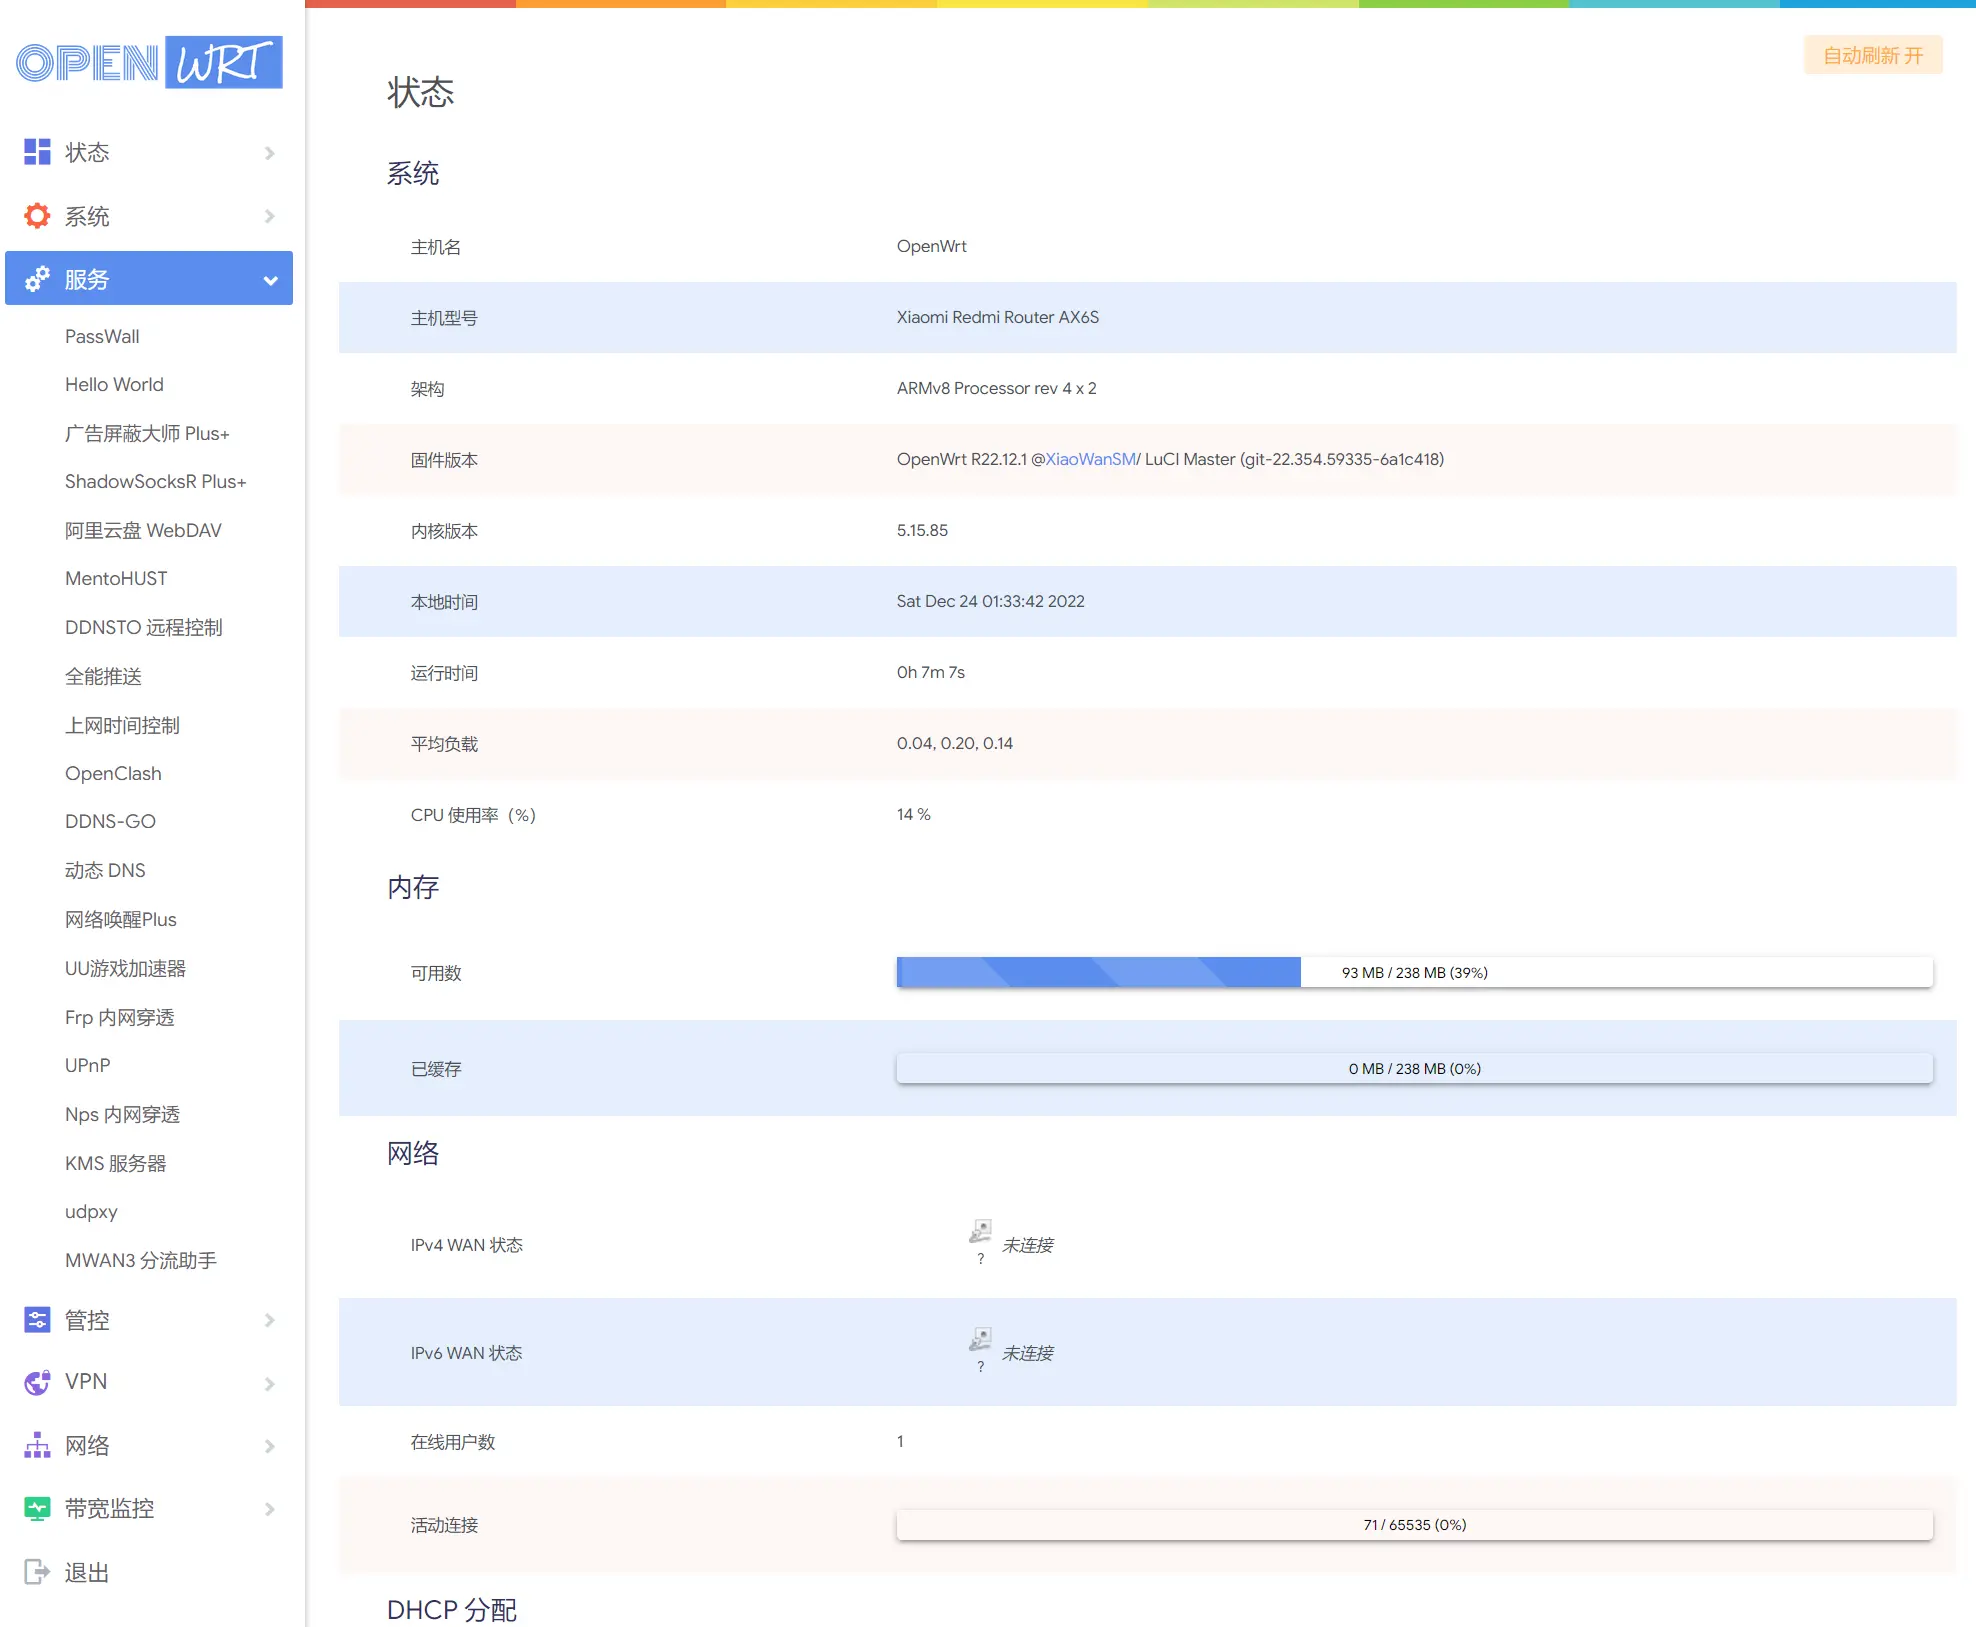 OPENWRT
状态
系统
服务
PassWall
Hello World
广告屏蔽大师 Plus+
ShadowSocksR Plus+
阿里云盘 WebDAV
MentoHUST
DDNSTO 远程控制
全能推送
上网时间控制
OpenClash
DDNS-GO
动态 DNS
网络唤醒Plus
UU游戏加速器
Frp 内网穿透
UPnP
Nps 内网穿透
KMS 服务器
udpxy
MWAN3 分流助手
管控
VPN
网络
带宽监控
退出
自动刷新 开
状态
系统
主机名 OpenWrt
主机型号 Xiaomi Redmi Router AX6S
架构 ARMv8 Processor rev 4 x 2
固件版本 OpenWrt R22.12.1 @XiaoWanSM/ LuCI Master (git-22.354.59335-6a1c418)
内核版本 5.15.85
本地时间 Sat Dec 24 01:33:42 2022
运行时间 0h 7m 7s
平均负载 0.04, 0.20, 0.14
CPU 使用率（%） 14 %
内存
可用数 93 MB / 238 MB (39%)
已缓存 0 MB / 238 MB (0%)
网络
IPv4 WAN 状态 ? 未连接
IPv6 WAN 状态 ? 未连接
在线用户数 1
活动连接 71 / 65535 (0%)
DHCP 分配